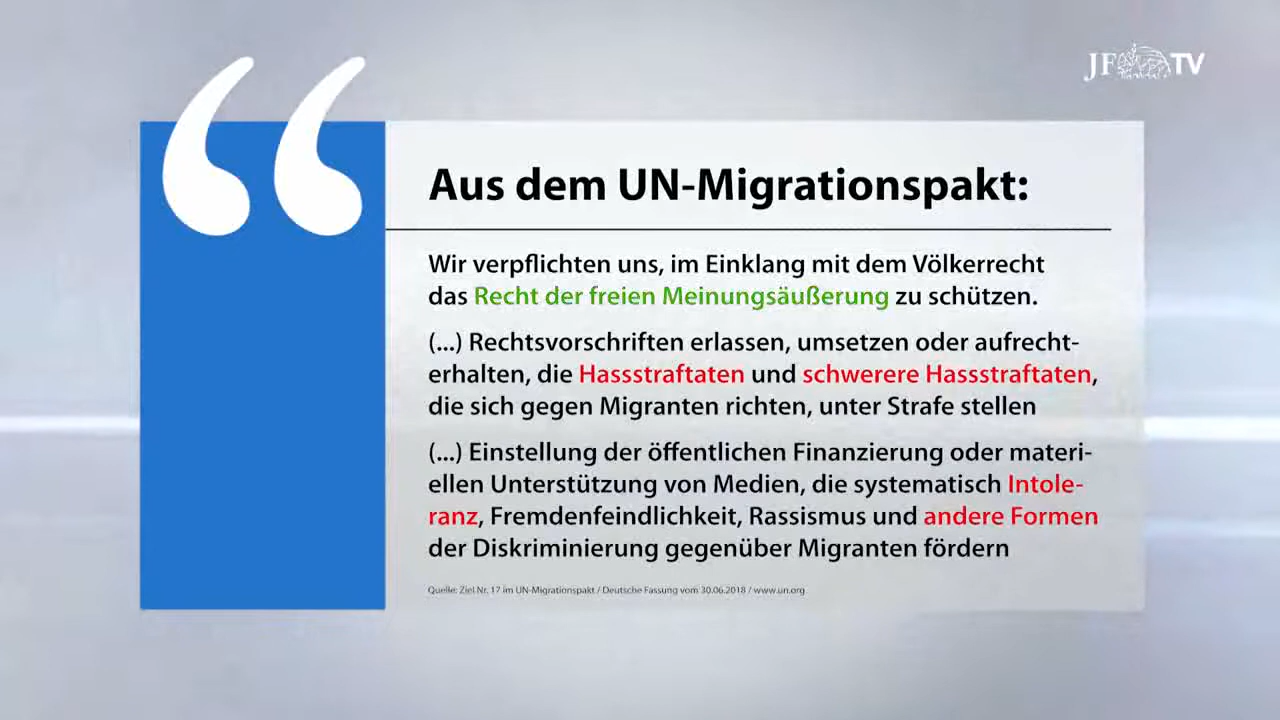 JF TV
Aus dem UN-Migrationspakt:
Wir verpflichten uns, im Einklang mit dem Völkerrecht
das Recht der freien Meinungsäußerung zu schützen.
(...) Rechtsvorschriften erlassen, umsetzen oder aufrecht-
erhalten, die Hassstraftaten und schwerere Hassstraftaten,
die sich gegen Migranten richten, unter Strafe stellen
(...) Einstellung der öffentlichen Finanzierung oder materi-
ellen Unterstützung von Medien, die systematisch Intole-
ranz, Fremdenfeindlichkeit, Rassismus und andere Formen
der Diskriminierung gegenüber Migranten fördern
Quelle: Ziel Nr. 17 im UN-Migrationspakt / Deutsche Fassung vom 30.06.2018 / www.un.org